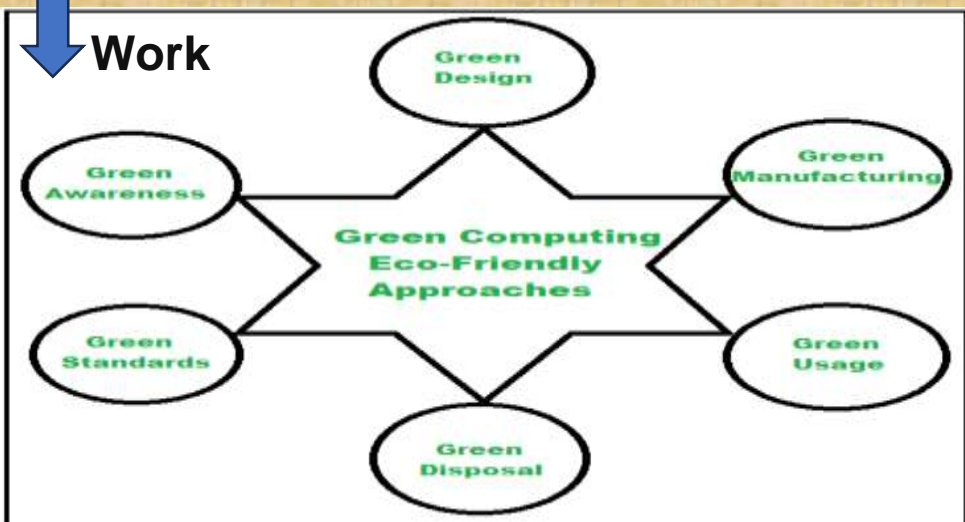 Work
Green
Design
Green
Manufacturing
Green
Usage
Green
Disposal
Green
Standards
Green
Awareness
Green Computing
Eco-Friendly
Approaches